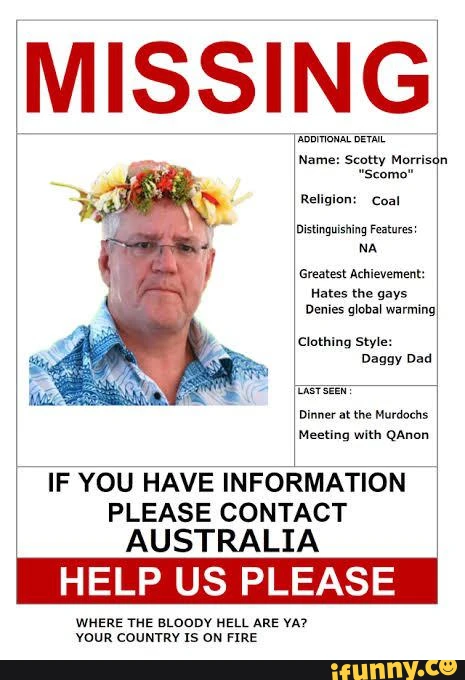 MISSING
ADDITIONAL DETAIL
Name: Scotty Morrison
"Scomo"
Religion: Coal
Distinguishing Features:
NA
Greatest Achievement:
Hates the gays
Denies global warming
Clothing Style:
Daggy Dad
LAST SEEN :
Dinner at the Murdochs
Meeting with QAnon
IF YOU HAVE INFORMATION
PLEASE CONTACT
AUSTRALIA
HELP US PLEASE
WHERE THE BLOODY HELL ARE YA?
YOUR COUNTRY IS ON FIRE
ifunny.co